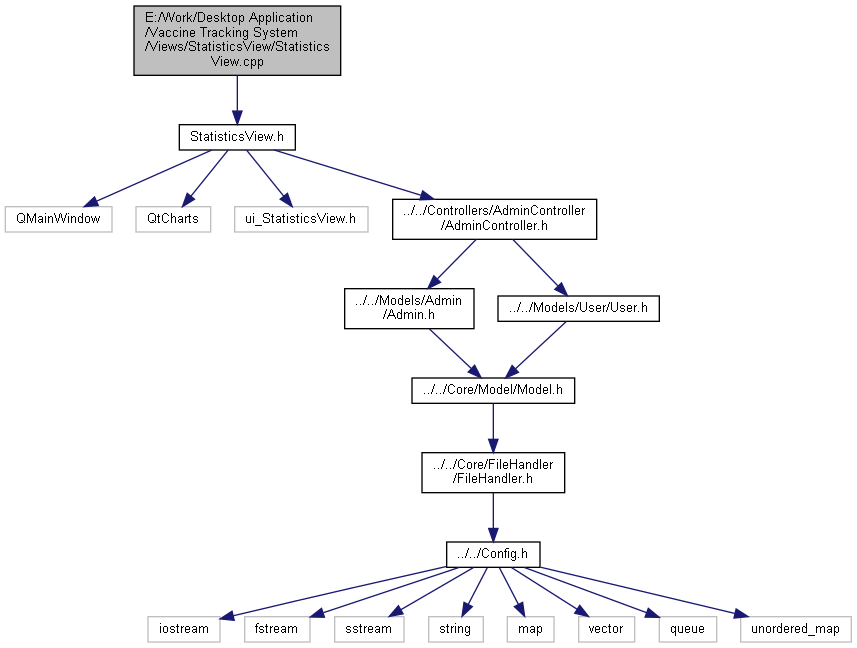 E:/Work/Desktop Application
/Vaccine Tracking System
/Views/StatisticsView/Statistics
View.cpp
StatisticsView.h
QMainWindow
QtCharts
ui_StatisticsView.h
../../Controllers/AdminController
/AdminController.h
../../Models/Admin
/Admin.h
../../Models/User/User.h
../../Core/Model/Model.h
../../Core/FileHandler
/FileHandler.h
../../Config.h
iostream
fstream
sstream
string
map
vector
queue
unordered_map